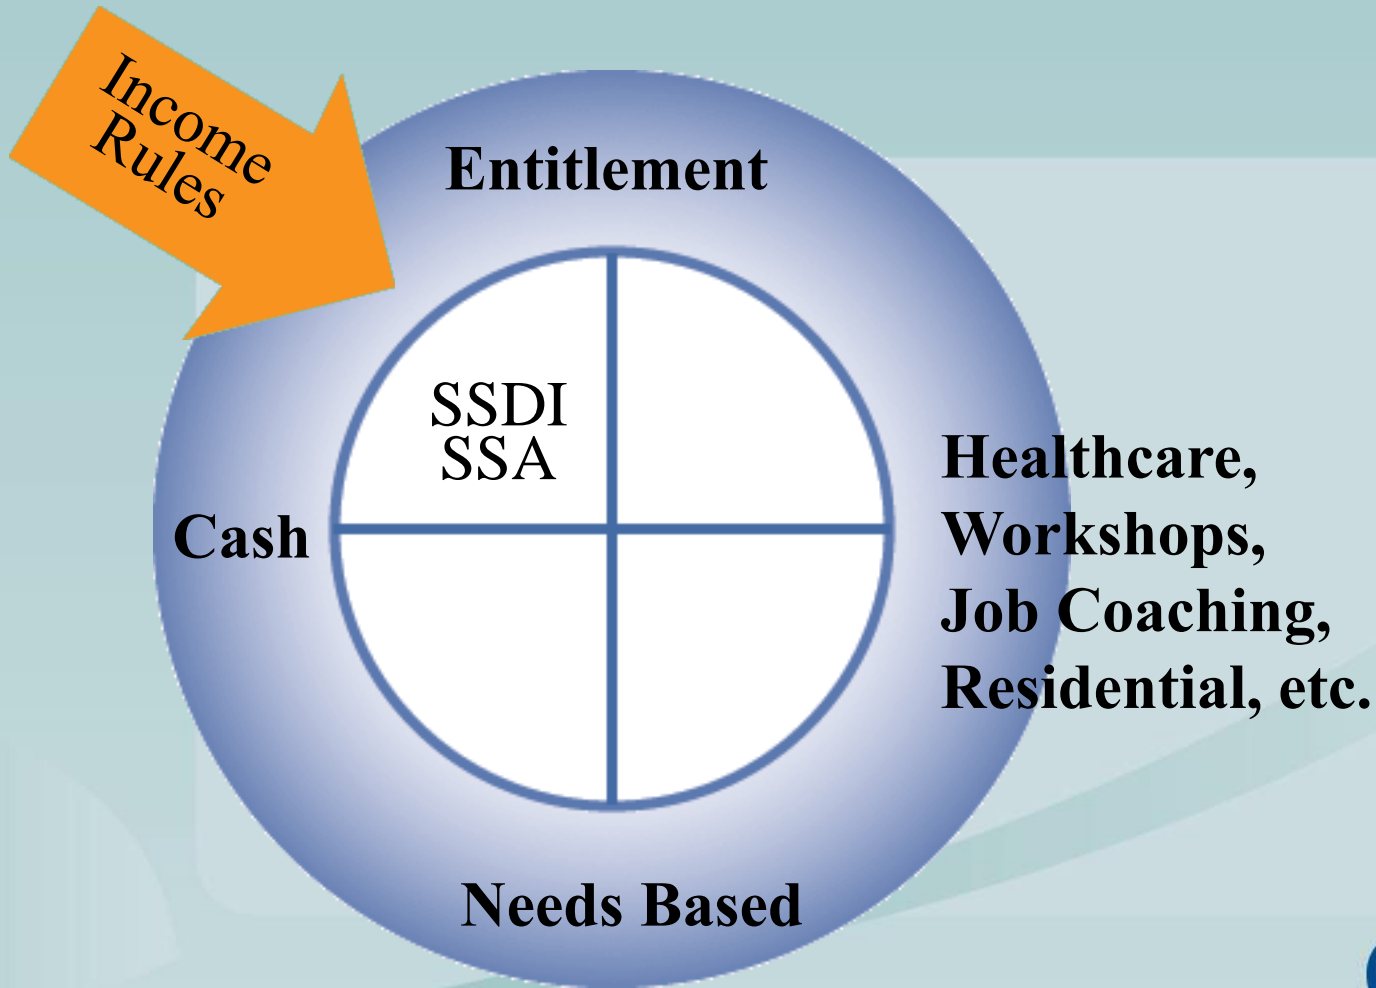 Income
Rules
Entitlement
SSDI
SSA
Cash
Healthcare,
Workshops,
Job Coaching,
Residential, etc.
Needs Based